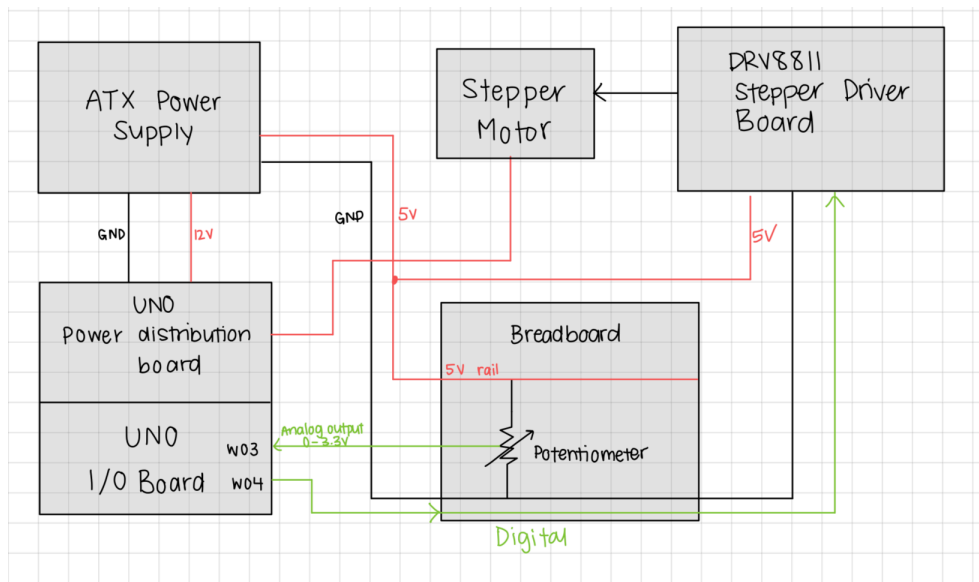 ATX Power
Supply
Stepper
Motor
DRV8811
Stepper Driver
Board
GND
12V
GND
5V
5V
UNO
Power distribution
board
UNO
I/O Board
W03
W04
Analog output
0-3.3V
Breadboard
5V rail
Potentiometer
Digital